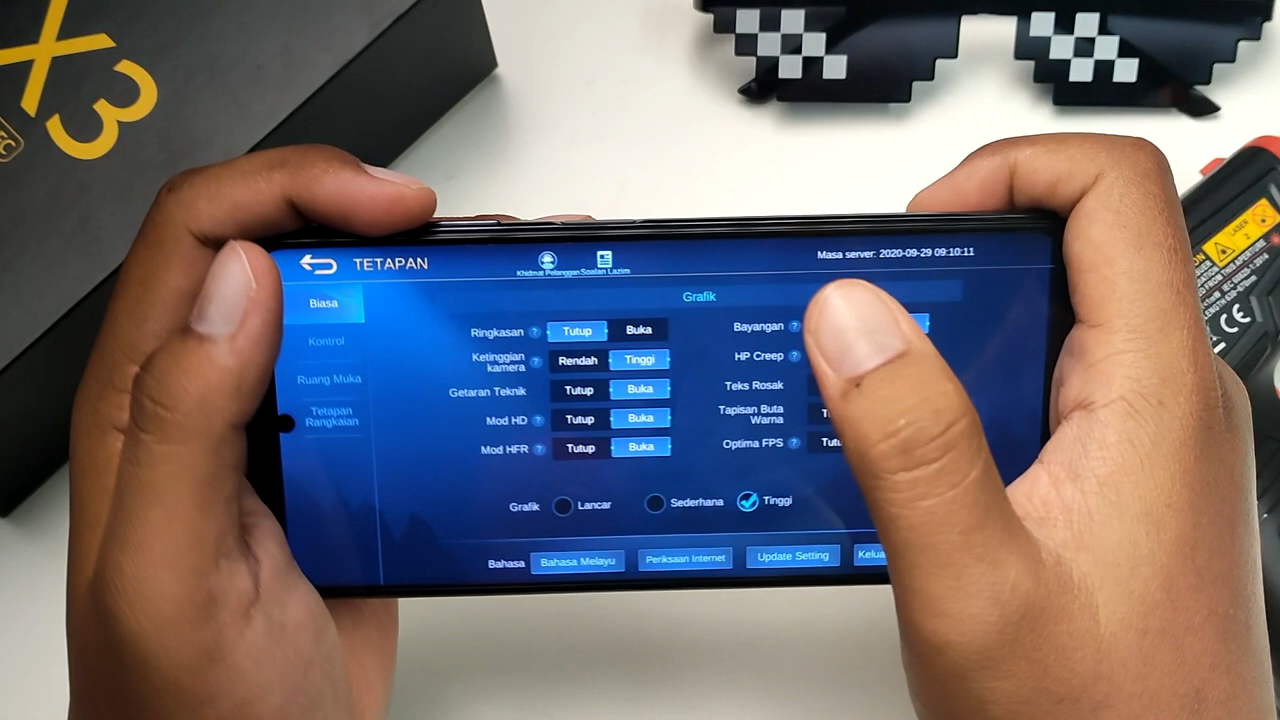 X3
TETAPAN
Khidmat Pelanggan
Soalan Lazim
Masa server: 2020-09-29 09:10:11
Biasa
Kontrol
Ruang Muka
Tetapan
Rangkaian
Grafik
Ringkasan ? Tutup Buka
Bayangan ?
Ketinggian
kamera ? Rendah Tinggi
HP Creep ?
Getaran Teknik Tutup Buka
Teks Rosak
Mod HD ? Tutup Buka
Tapisan Buta
Warna
Mod HFR ? Tutup Buka
Optima FPS ?
Grafik Lancar Sederhana Tinggi
Bahasa Bahasa Melayu Periksaan Internet Update Setting
LASER
2
CE